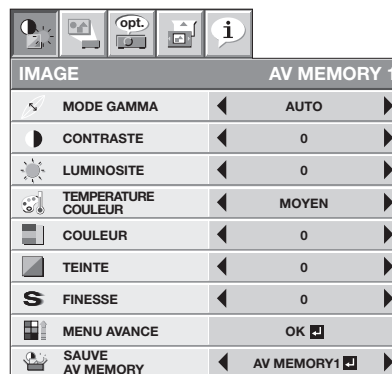 opt.
i
IMAGE AV MEMORY 1
MODE GAMMA AUTO
CONTRASTE 0
LUMINOSITE 0
TEMPERATURE
COULEUR MOYEN
COULEUR 0
TEINTE 0
S FINESSE 0
MENU AVANCE OK
SAUVE
AV MEMORY AV MEMORY1